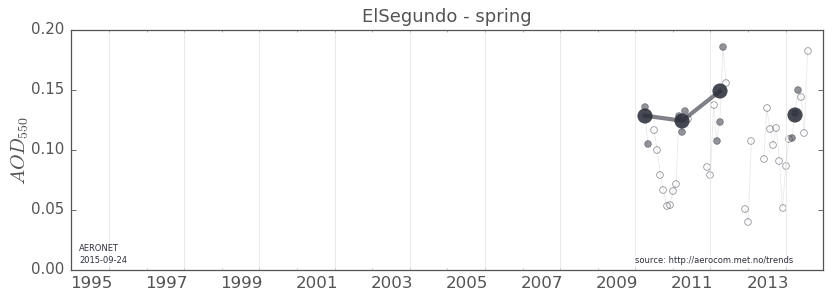 ElSegundo - spring
0.20
0.15
0.10
0.05
0.00
AOD550
AERONET
2015-09-24
source: http://aerocom.met.no/trends
1995 1997 1999 2001 2003 2005 2007 2009 2011 2013